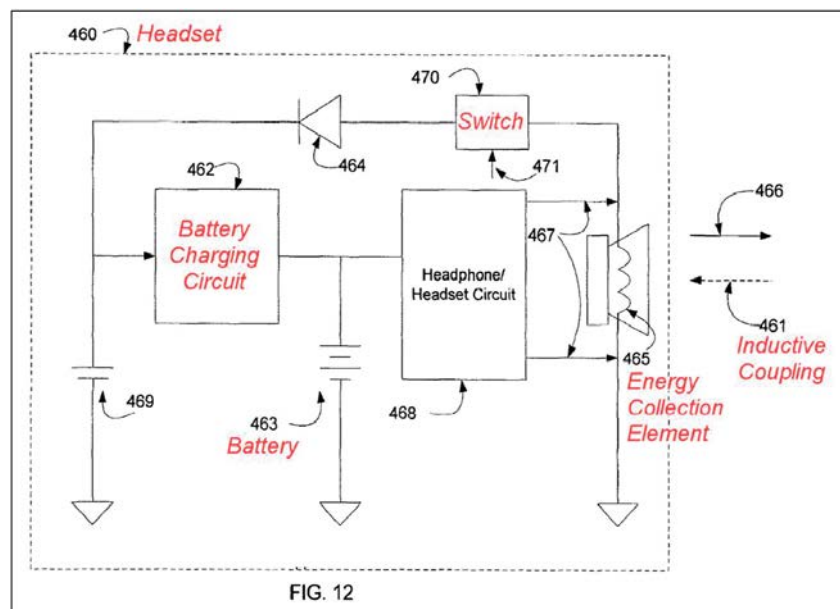 460 Headset
470
Switch
464
471
462
Battery
Charging
Circuit
466
467
Headphone/
Headset Circuit
461
Inductive
Coupling
465
Energy
Collection
Element
469
463
Battery
468
FIG. 12